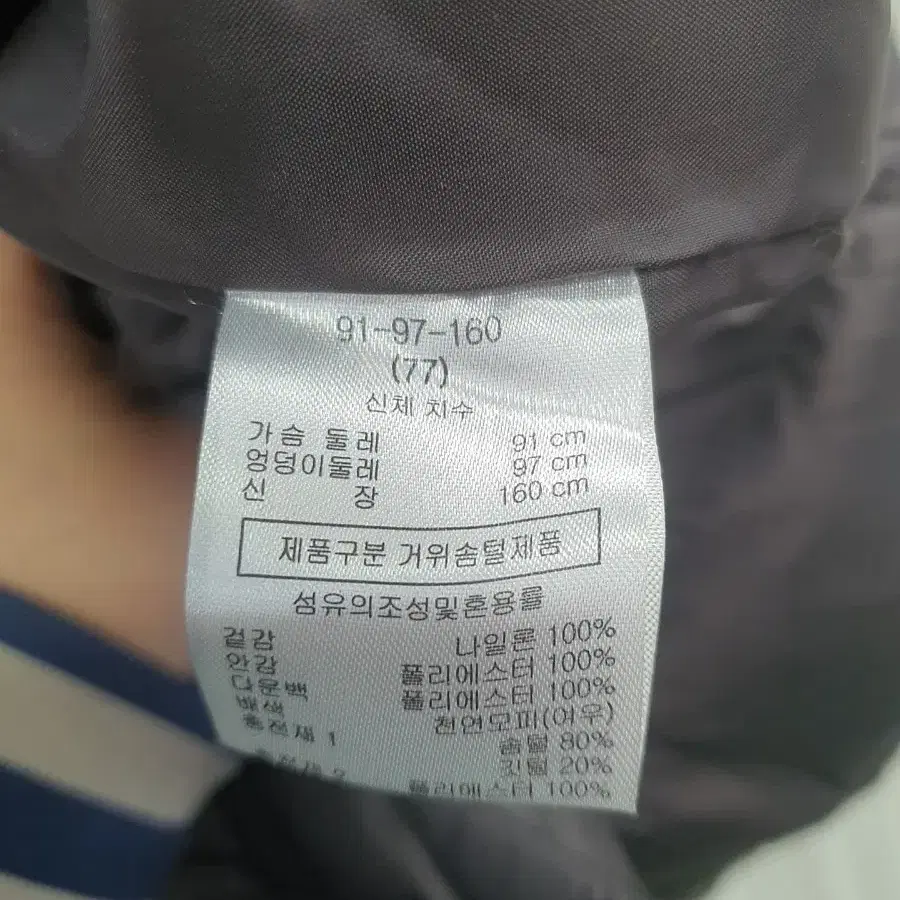 91-97-160
(77)
신체 치수
가슴 둘레 91 cm
엉덩이둘레 97 cm
신 장 160 cm
제품구분 거위솜털제품
섬유의조성및혼용률
겉감 나일론 100%
안감 폴리에스터 100%
다운백 폴리에스터 100%
배색 천연모피(여우)
충전재 1 솜털 80%
깃털 20%
폴리에스터 100%